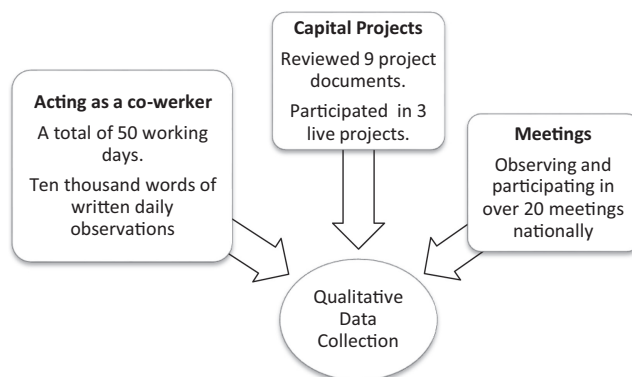 Acting as a co-werker
A total of 50 working
days.
Ten thousand words of
written daily
observations
Capital Projects
Reviewed 9 project
documents.
Participated in 3
live projects.
Meetings
Observing and
participating in
over 20 meetings
nationally
Qualitative
Data
Collection